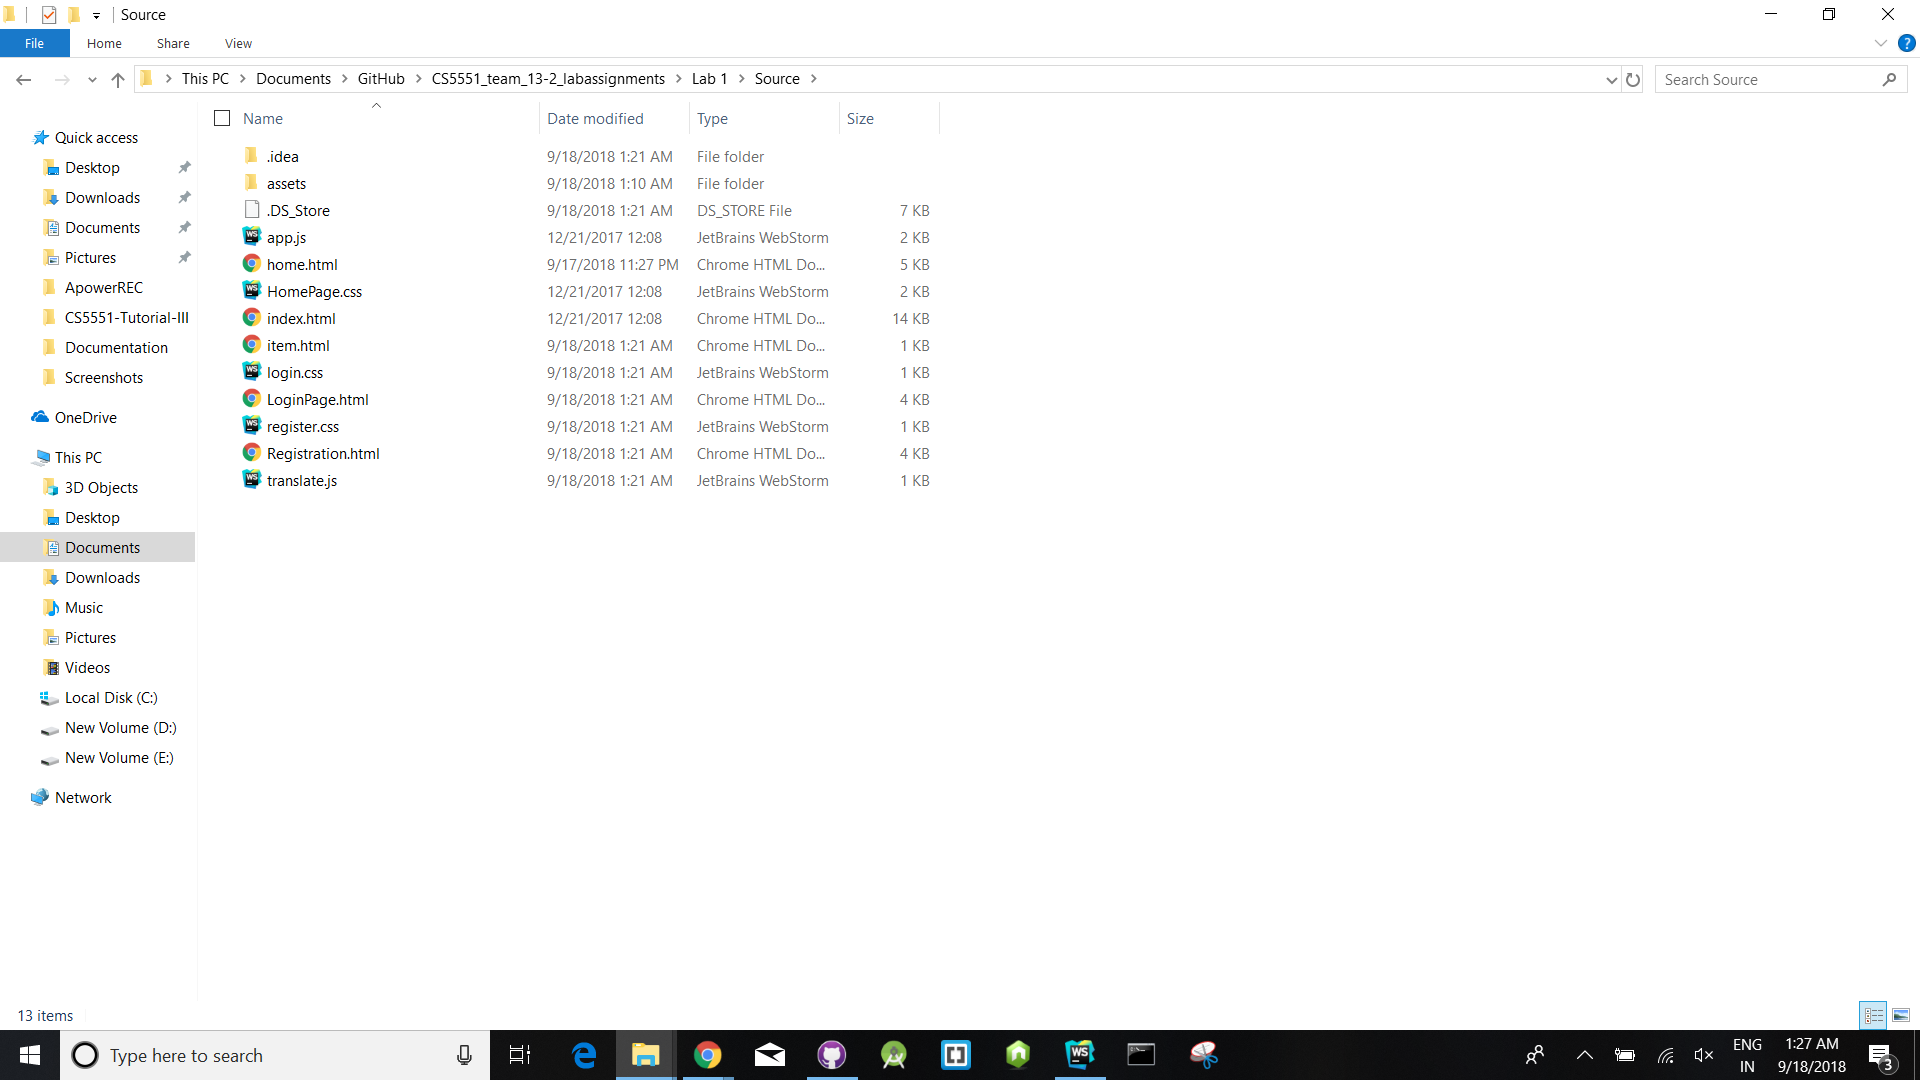 Source
File Home Share View
This PC Documents GitHub CS5551_team_13-2_labassignments Lab 1 Source
Search Source
Name Date modified Type Size
Quick access
Desktop
Downloads
Documents
Pictures
ApowerREC
CS5551-Tutorial-III
Documentation
Screenshots
OneDrive
This PC
3D Objects
Desktop
Documents
Downloads
Music
Pictures
Videos
Local Disk (C:)
New Volume (D:)
New Volume (E:)
Network
.idea 9/18/2018 1:21 AM File folder
assets 9/18/2018 1:10 AM File folder
.DS_Store 9/18/2018 1:21 AM DS_STORE File 7 KB
app.js 12/21/2017 12:08 JetBrains WebStorm 2 KB
home.html 9/17/2018 11:27 PM Chrome HTML Do... 5 KB
HomePage.css 12/21/2017 12:08 JetBrains WebStorm 2 KB
index.html 12/21/2017 12:08 Chrome HTML Do... 14 KB
item.html 9/18/2018 1:21 AM Chrome HTML Do... 1 KB
login.css 9/18/2018 1:21 AM JetBrains WebStorm 1 KB
LoginPage.html 9/18/2018 1:21 AM Chrome HTML Do... 4 KB
register.css 9/18/2018 1:21 AM JetBrains WebStorm 1 KB
Registration.html 9/18/2018 1:21 AM Chrome HTML Do... 4 KB
translate.js 9/18/2018 1:21 AM JetBrains WebStorm 1 KB
13 items
Type here to search
WS
ENG
IN
1:27 AM
9/18/2018
3